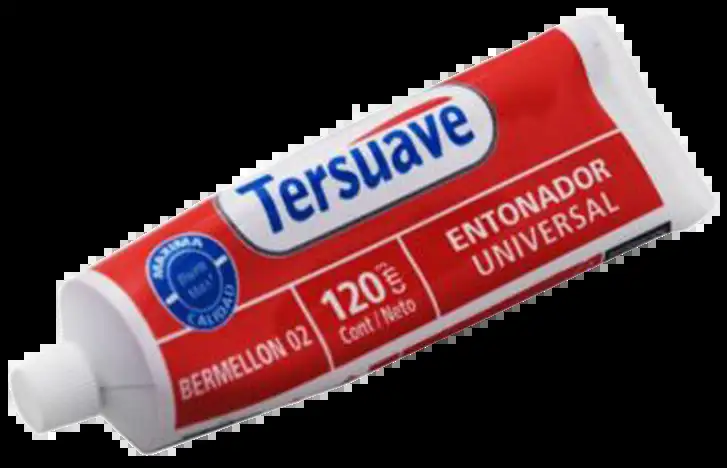 Tersuave
MAXIMA
CALIDAD
BERMELLON 02
120 cm3
Cont / Neto
ENTONADOR
UNIVERSAL